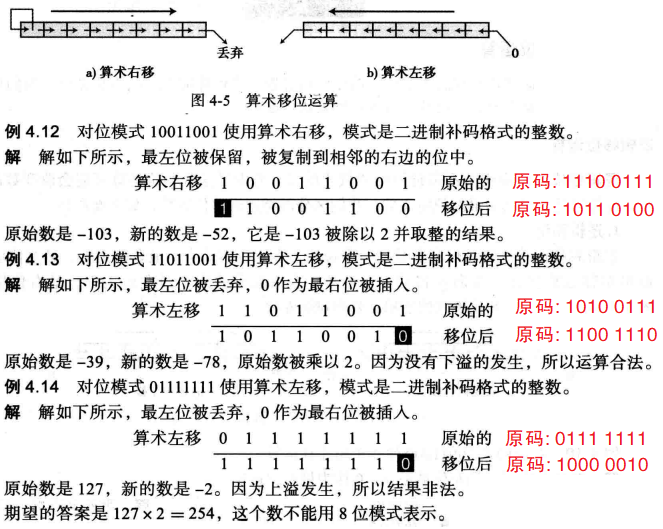 丢弃
0
a) 算术右移
b) 算术左移
图 4-5 算术移位运算
例 4.12 对位模式 10011001 使用算术右移，模式是二进制补码格式的整数。
解 解如下所示，最左位被保留，被复制到相邻的右边的位中。
算术右移 1 0 0 1 1 0 0 1 原始的 原码: 1110 0111
1 1 0 0 1 1 0 0 移位后 原码: 1011 0100
原始数是 –103，新的数是 –52，它是 –103 被除以 2 并取整的结果。
例 4.13 对位模式 11011001 使用算术左移，模式是二进制补码格式的整数。
解 解如下所示，最左位被丢弃，0 作为最右位被插入。
算术左移 1 1 0 1 1 0 0 1 原始的 原码: 1010 0111
1 0 1 1 0 0 1 0 移位后 原码: 1100 1110
原始数是 –39，新的数是 –78，原始数被乘以 2。因为没有下溢的发生，所以运算合法。
例 4.14 对位模式 01111111 使用算术左移，模式是二进制补码格式的整数。
解 解如下所示，最左位被丢弃，0 作为最右位被插入。
算术左移 0 1 1 1 1 1 1 1 原始的 原码: 0111 1111
1 1 1 1 1 1 1 0 移位后 原码: 1000 0010
原始数是 127，新的数是 –2。因为上溢发生，所以结果非法。
期望的答案是 127×2 = 254，这个数不能用 8 位模式表示。